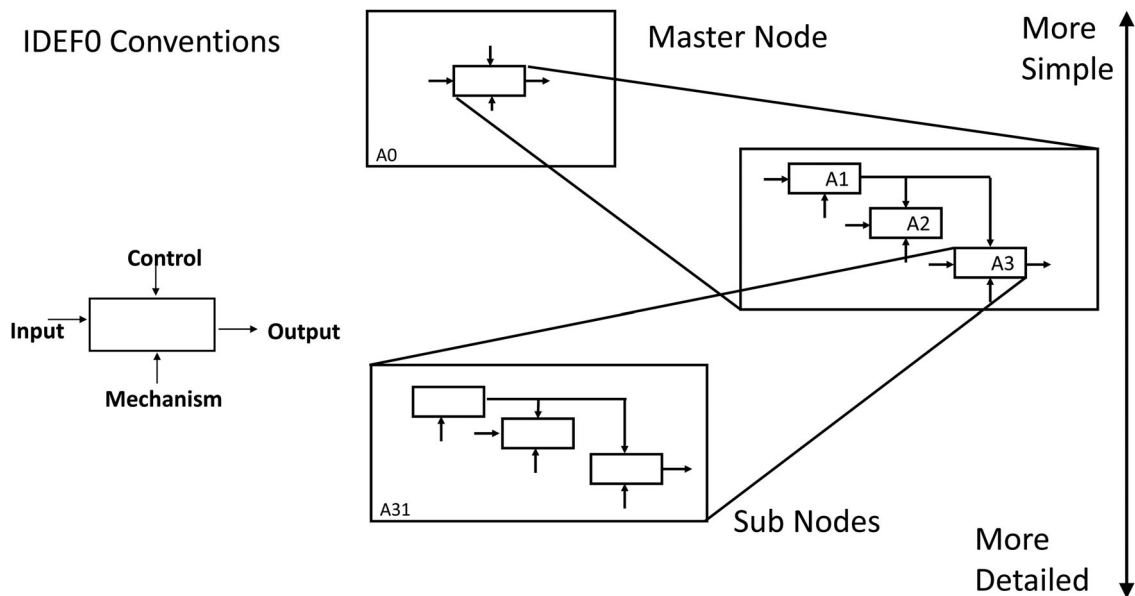 IDEF0 Conventions
Master Node
More
Simple
A0
A1
A2
A3
Control
Input
Output
Mechanism
A31
Sub Nodes
More
Detailed